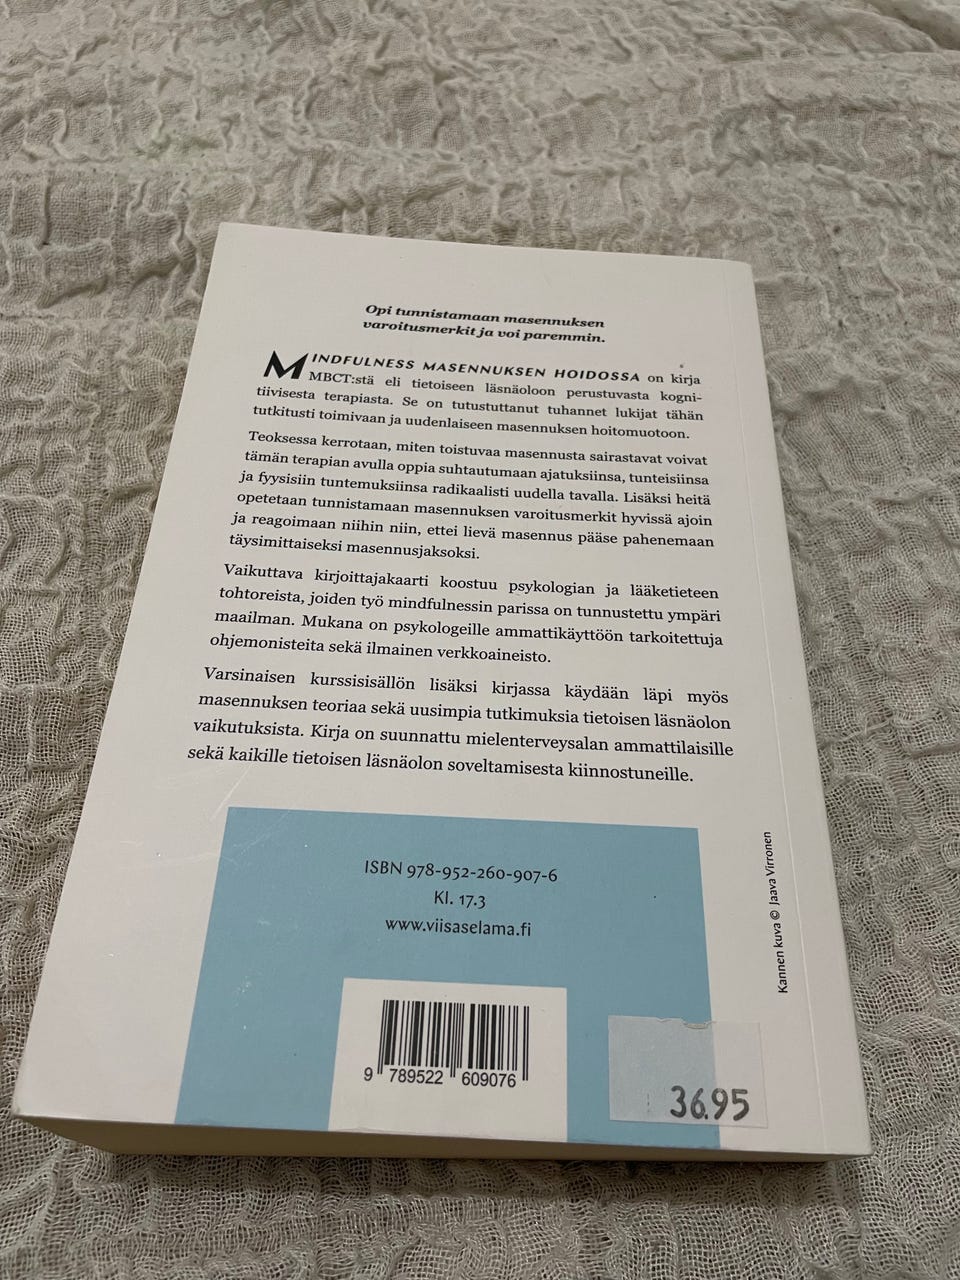 Opi tunnistamaan masennuksen
varoitusmerkit ja voi paremmin.
MINDFULNESS MASENNUKSEN HOIDOSSA on kirja
MBCT:stä eli tietoiseen läsnäoloon perustuvasta kogni-
tiivisesta terapiasta. Se on tutustuttanut tuhannet lukijat tähän
tutkitusti toimivaan ja uudenlaiseen masennuksen hoitomuotoon.
Teoksessa kerrotaan, miten toistuvaa masennusta sairastavat voivat
tämän terapian avulla oppia suhtautumaan ajatuksiinsa, tunteisiinsa
ja fyysisiin tuntemuksiinsa radikaalisti uudella tavalla. Lisäksi heitä
opetetaan tunnistamaan masennuksen varoitusmerkit hyvissä ajoin
ja reagoimaan niihin niin, ettei lievä masennus pääse pahenemaan
täysimittaiseksi masennusjaksoksi.
Vaikuttava kirjoittajakaarti koostuu psykologian ja lääketieteen
tohtoreista, joiden työ mindfulnessin parissa on tunnustettu ympäri
maailman. Mukana on psykologeille ammattikäyttöön tarkoitettuja
ohjemonisteita sekä ilmainen verkkoaineisto.
Varsinaisen kurssisisällön lisäksi kirjassa käydään läpi myös
masennuksen teoriaa sekä uusimpia tutkimuksia tietoisen läsnäolon
vaikutuksista. Kirja on suunnattu mielenterveysalan ammattilaisille
sekä kaikille tietoisen läsnäolon soveltamisesta kiinnostuneille.
ISBN 978-952-260-907-6
Kl. 17.3
www.viisaselama.fi
9 789522 609076
36.95
Kannen kuva © Jaava Virronen